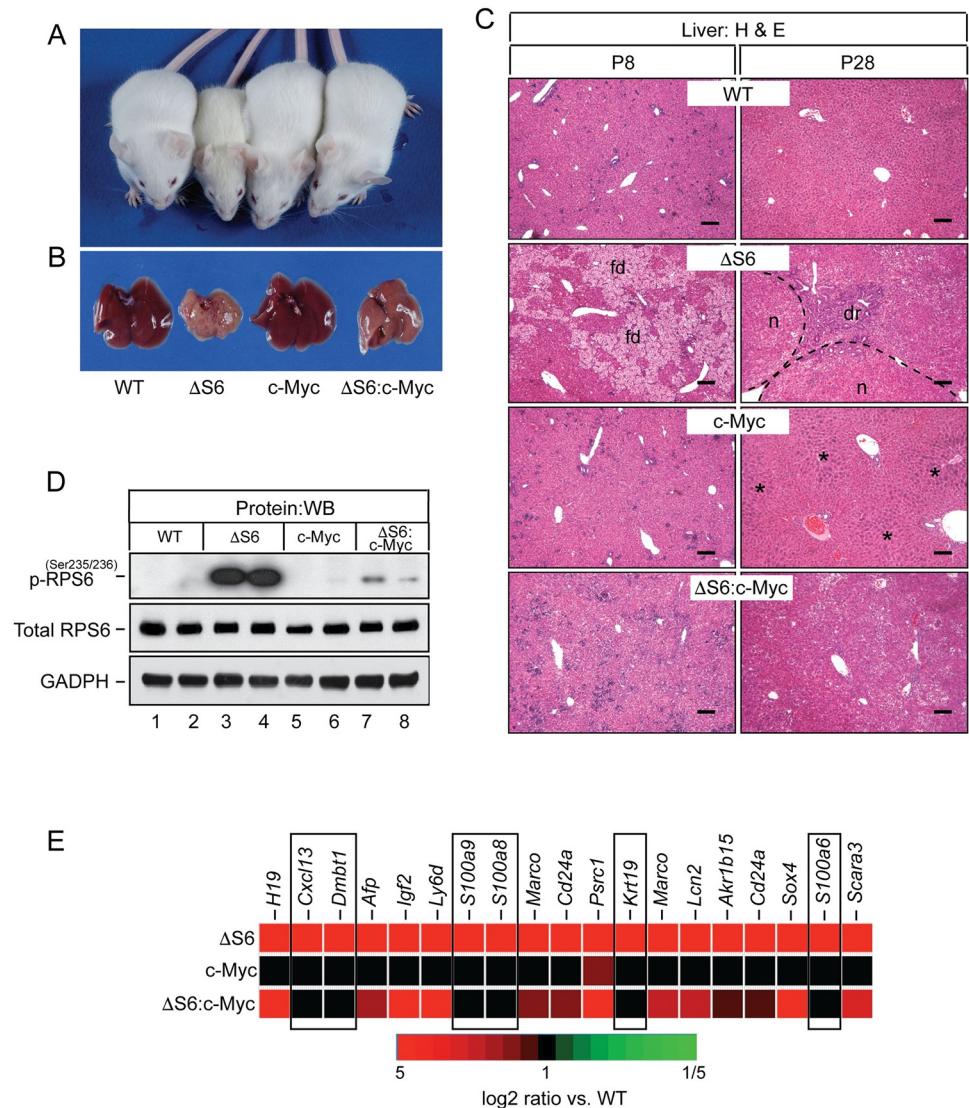 A
B
WT ΔS6 c-Myc ΔS6:c-Myc
C
Liver: H & E
P8 P28
WT
ΔS6
fd
fd
n
dr
n
c-Myc
*
*
*
*
ΔS6:c-Myc
D
Protein:WB
WT ΔS6 c-Myc ΔS6:
c-Myc
(Ser235/236)
p-RPS6
Total RPS6
GADPH
1 2 3 4 5 6 7 8
E
H19 Cxcl13 Dmbt1 Afp Igf2 Ly6d S100a9 S100a8 Marco Cd24a Psrc1 Krt19 Marco Lcn2 Akr1b15 Cd24a Sox4 S100a6 Scara3
ΔS6
c-Myc
ΔS6:c-Myc
5 1 1/5
log2 ratio vs. WT